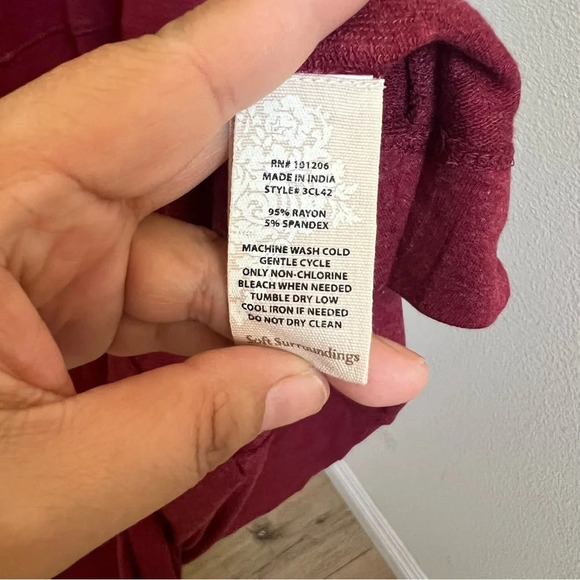 RN# 101206
MADE IN INDIA
STYLE# 3CL42
95% RAYON
5% SPANDEX
MACHINE WASH COLD
GENTLE CYCLE
ONLY NON-CHLORINE
BLEACH WHEN NEEDED
TUMBLE DRY LOW
COOL IRON IF NEEDED
DO NOT DRY CLEAN
Soft Surroundings